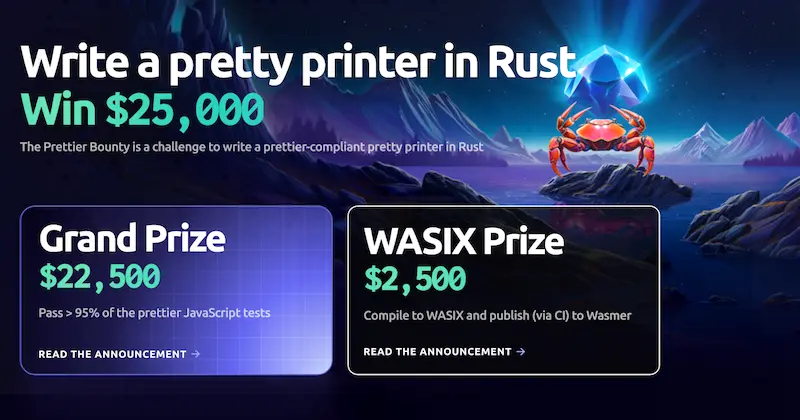 Write a pretty printer in Rust
Win $25,000
The Prettier Bounty is a challenge to write a prettier-compliant pretty printer in Rust
Grand Prize
$22,500
Pass > 95% of the prettier JavaScript tests
READ THE ANNOUNCEMENT →
WASIX Prize
$2,500
Compile to WASIX and publish (via CI) to Wasmer
READ THE ANNOUNCEMENT →